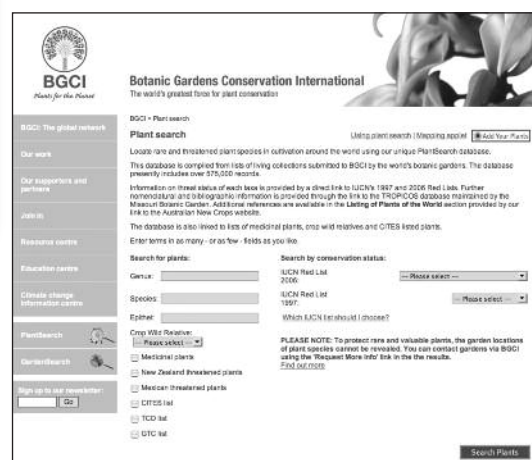 BGCI
Plants for the Planet
Botanic Gardens Conservation International
The world's greatest force for plant conservation
BGCI: The global network
Our work
Our supporters and
partners
Join in
Resource centre
Education centre
Climate change
information centre
PlantSearch
GardenSearch
Sign up to our newsletter:
Go
BGCI > Plant search
Plant search
Using plant search | Mapping applet
Add Your Plants
Locate rare and threatened plant species in cultivation around the world using our unique PlantSearch database.
This database is compiled from lists of living collections submitted to BGCI by the world's botanic gardens. The database
presently includes over 575,000 records.
Information on threat status of each taxa is provided by a direct link to IUCN's 1997 and 2006 Red Lists. Further
nomenclatural and bibliographic information is provided through the link to the TROPICOS database maintained by the
Missouri Botanic Garden. Additional references are available in the Listing of Plants of the World section provided by our
link to the Australian New Crops website.
The database is also linked to lists of medicinal plants, crop wild relatives and CITES listed plants.
Enter terms in as many - or as few - fields as you like
Search for plants:
Genus:
Species:
Epithet:
Crop Wild Relative:
--- Please select ---
Medicinal plants
New Zealand threatened plants
Mexican threatened plants
CITES list
TCD list
GTC list
Search by conservation status:
IUCN Red List
2006:
--- Please select ---
IUCN Red List
1997:
--- Please select ---
Which IUCN list should I choose?
PLEASE NOTE: To protect rare and valuable plants, the garden locations
of plant species cannot be revealed. You can contact gardens via BGCI
using the 'Request More Info' link in the the results.
Find out more
Search Plants